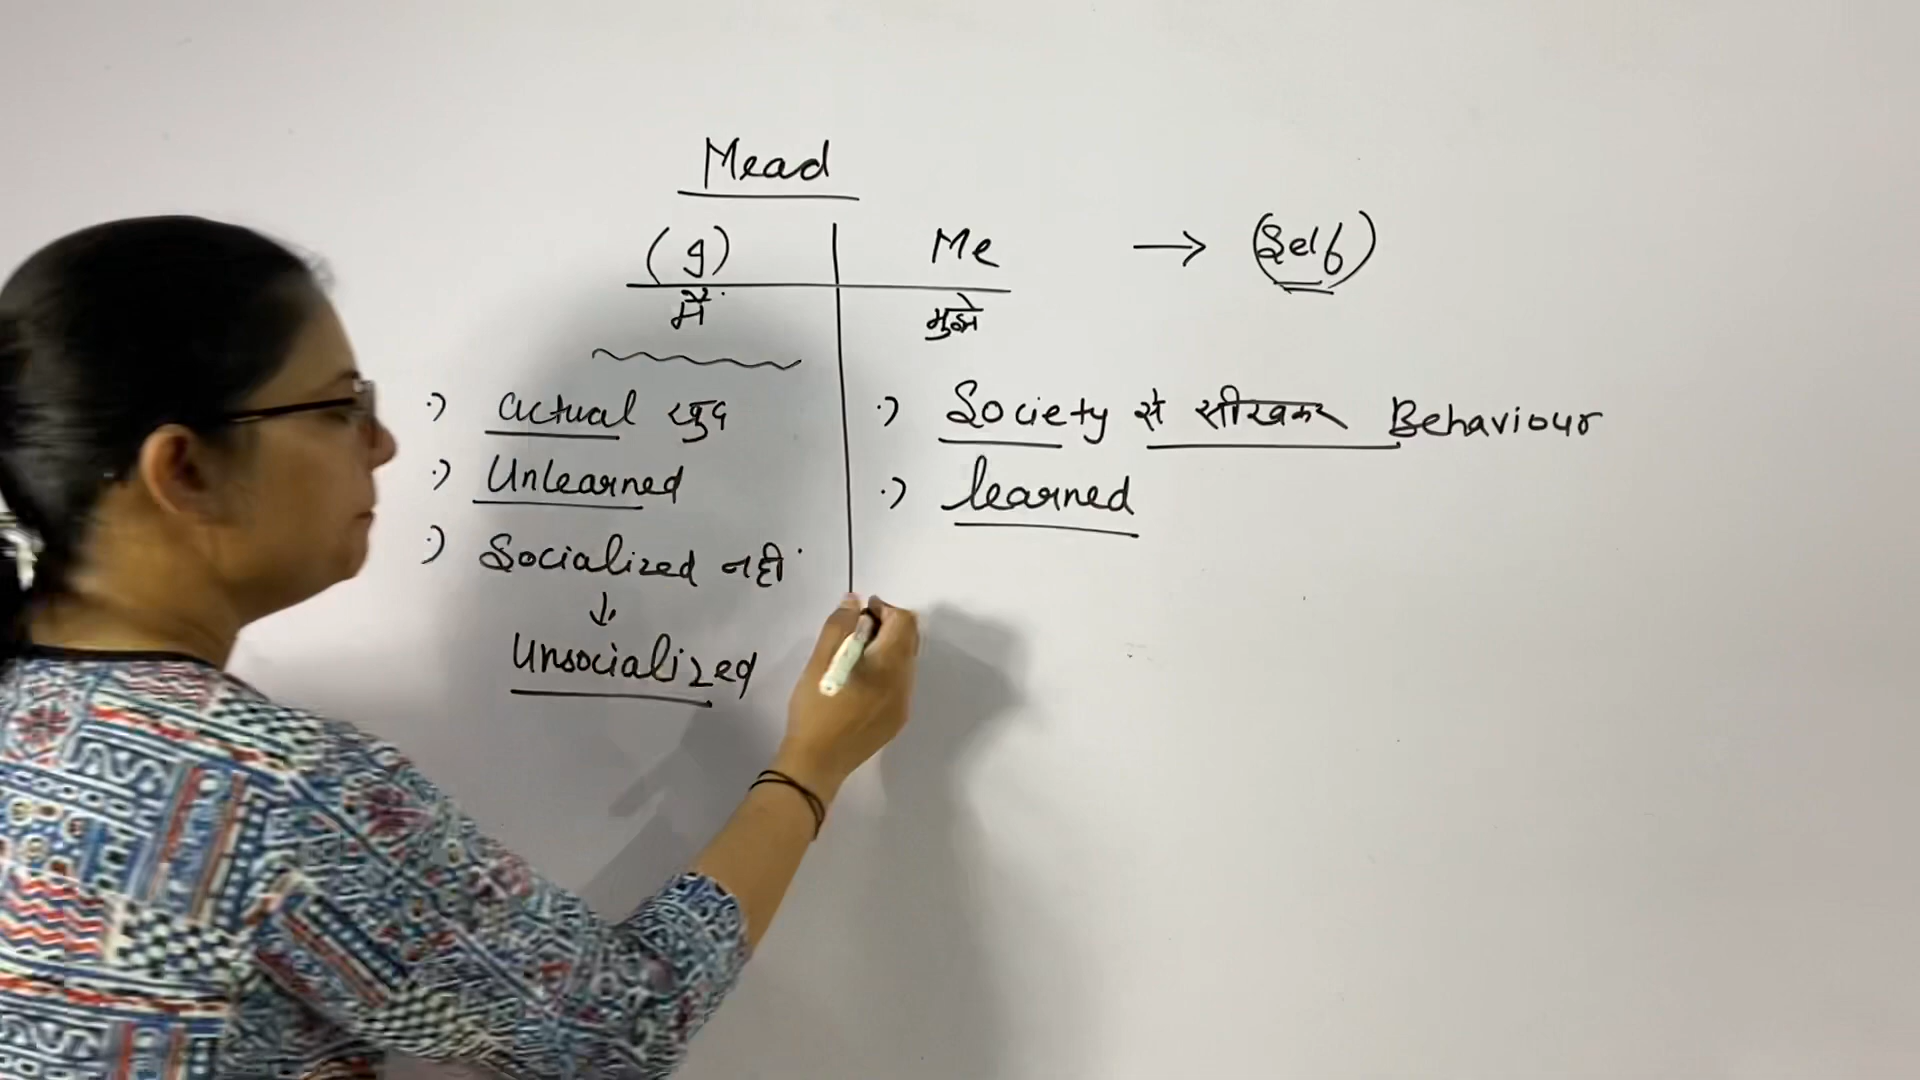 Mead
(I) Me → (Self)
मैं मुझे
Actual खुद
Unlearned
Socialized नहीं
↓
Unsocialized
Society से सीखकर Behaviour
learned